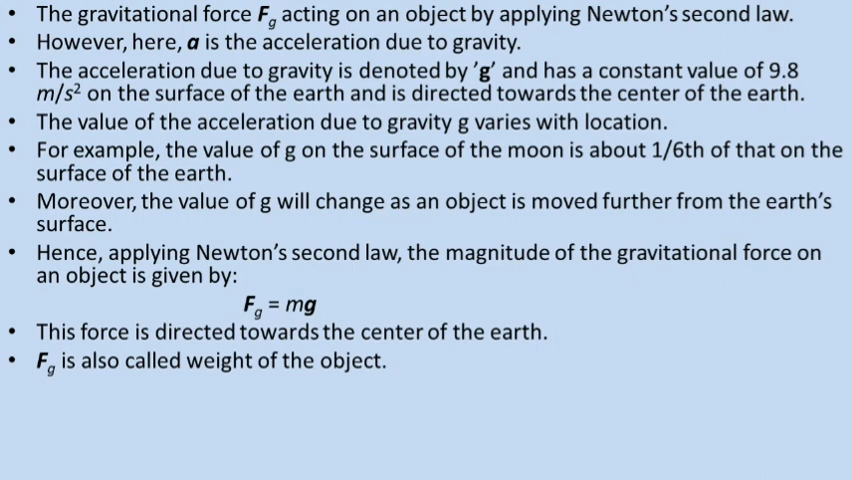 • The gravitational force Fg acting on an object by applying Newton's second law.
• However, here, a is the acceleration due to gravity.
• The acceleration due to gravity is denoted by 'g' and has a constant value of 9.8
m/s² on the surface of the earth and is directed towards the center of the earth.
• The value of the acceleration due to gravity g varies with location.
• For example, the value of g on the surface of the moon is about 1/6th of that on the
surface of the earth.
• Moreover, the value of g will change as an object is moved further from the earth's
surface.
• Hence, applying Newton's second law, the magnitude of the gravitational force on
an object is given by:
Fg = mg
• This force is directed towards the center of the earth.
• Fg is also called weight of the object.